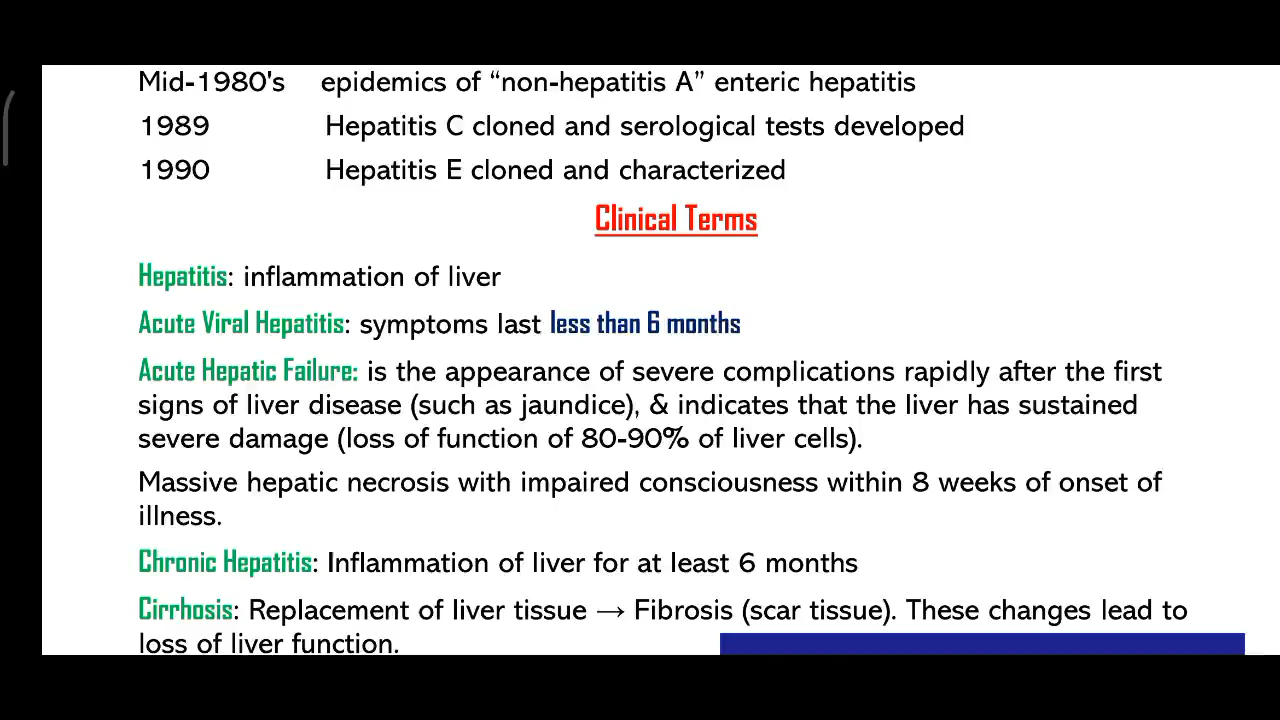 Mid-1980's epidemics of “non-hepatitis A” enteric hepatitis
1989 Hepatitis C cloned and serological tests developed
1990 Hepatitis E cloned and characterized
Clinical Terms
Hepatitis: inflammation of liver
Acute Viral Hepatitis: symptoms last less than 6 months
Acute Hepatic Failure: is the appearance of severe complications rapidly after the first
signs of liver disease (such as jaundice), & indicates that the liver has sustained
severe damage (loss of function of 80-90% of liver cells).
Massive hepatic necrosis with impaired consciousness within 8 weeks of onset of
illness.
Chronic Hepatitis: Inflammation of liver for at least 6 months
Cirrhosis: Replacement of liver tissue → Fibrosis (scar tissue). These changes lead to
loss of liver function.